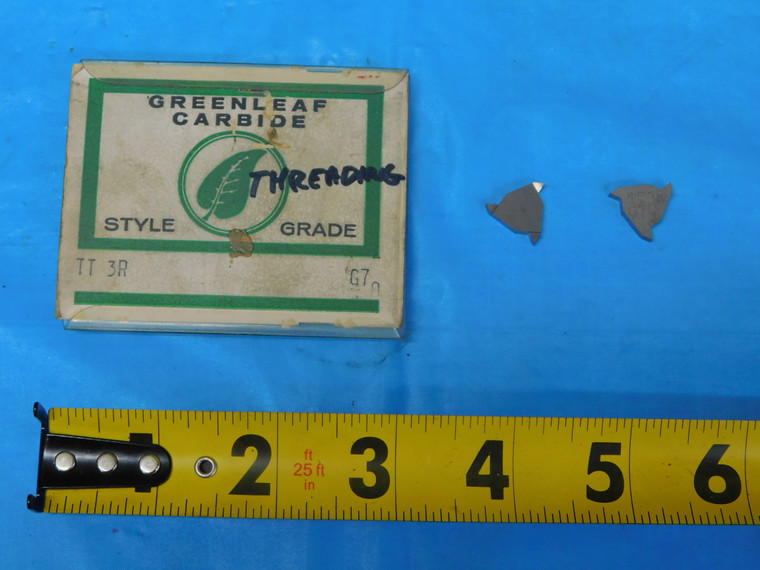 GREENLEAF
CARBIDE
THREADING
STYLE GRADE
TT 3R G7
2 ft 25 ft in 3 4 5 6